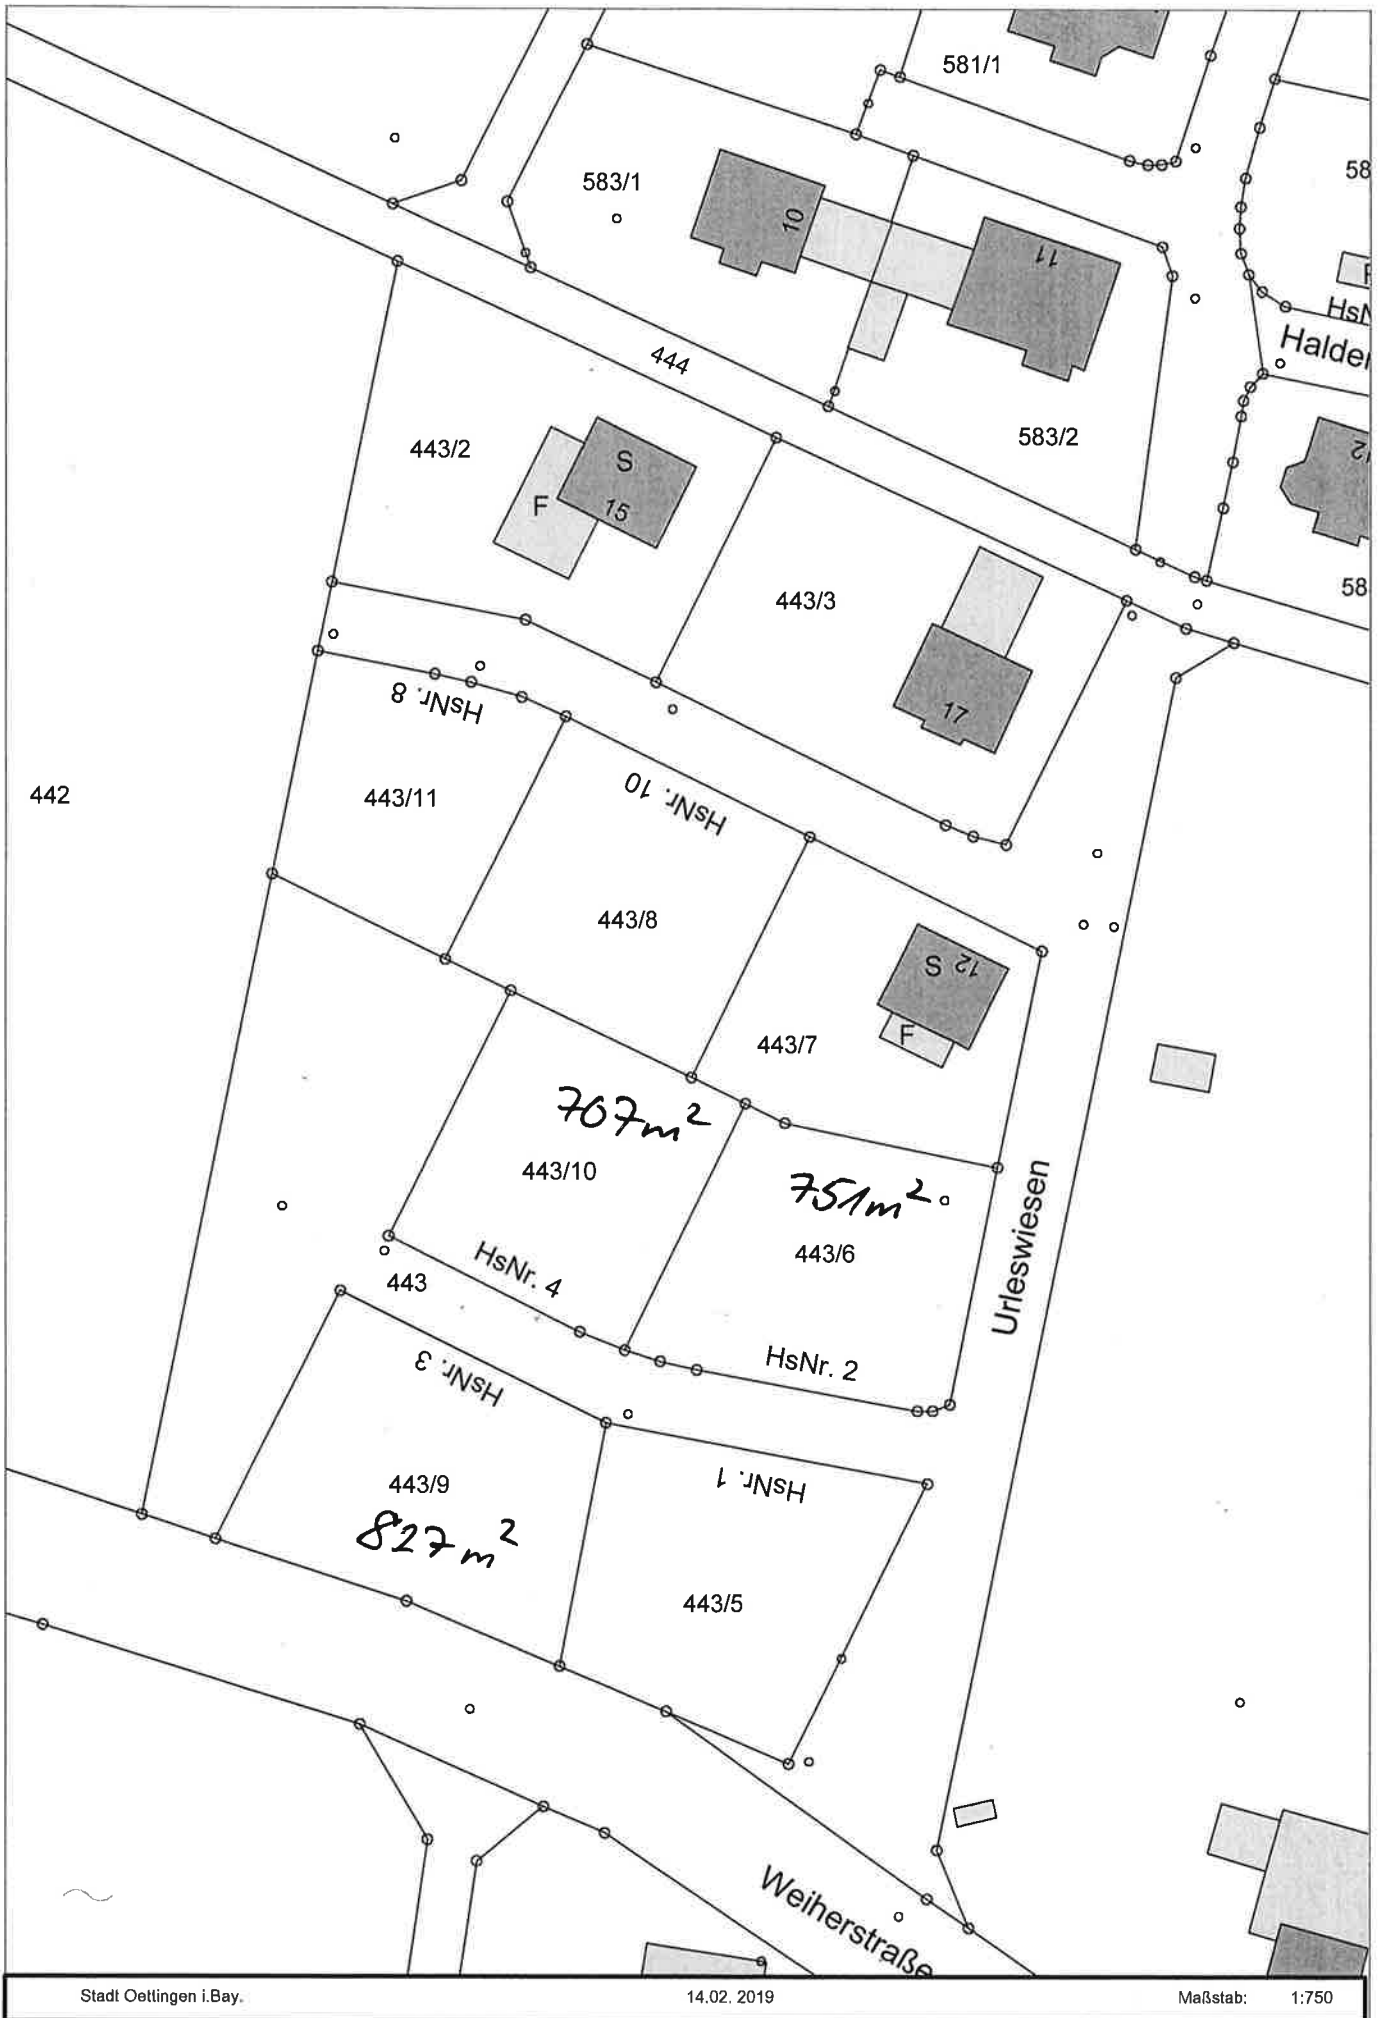 581/1
583/1
58
10
11
HsN
Halde
444
583/2
443/2
S
15
F
12
58
443/3
17
HsNr. 8
442
443/11
HsNr. 10
443/8
S 12
F
443/7
707m²
443/10
751m²
443/6
Urleswiesen
HsNr. 4
443
HsNr. 2
HsNr. 3
HsNr. 1
443/9
827m²
443/5
Weiherstraße
Stadt Oettingen i.Bay.
14.02. 2019
Maßstab: 1:750